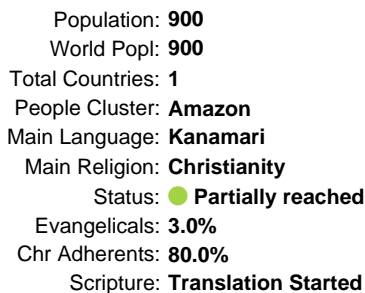 Population: 900
World Popl: 900
Total Countries: 1
People Cluster: Amazon
Main Language: Kanamari
Main Religion: Christianity
Status: Partially reached
Evangelicals: 3.0%
Chr Adherents: 80.0%
Scripture: Translation Started